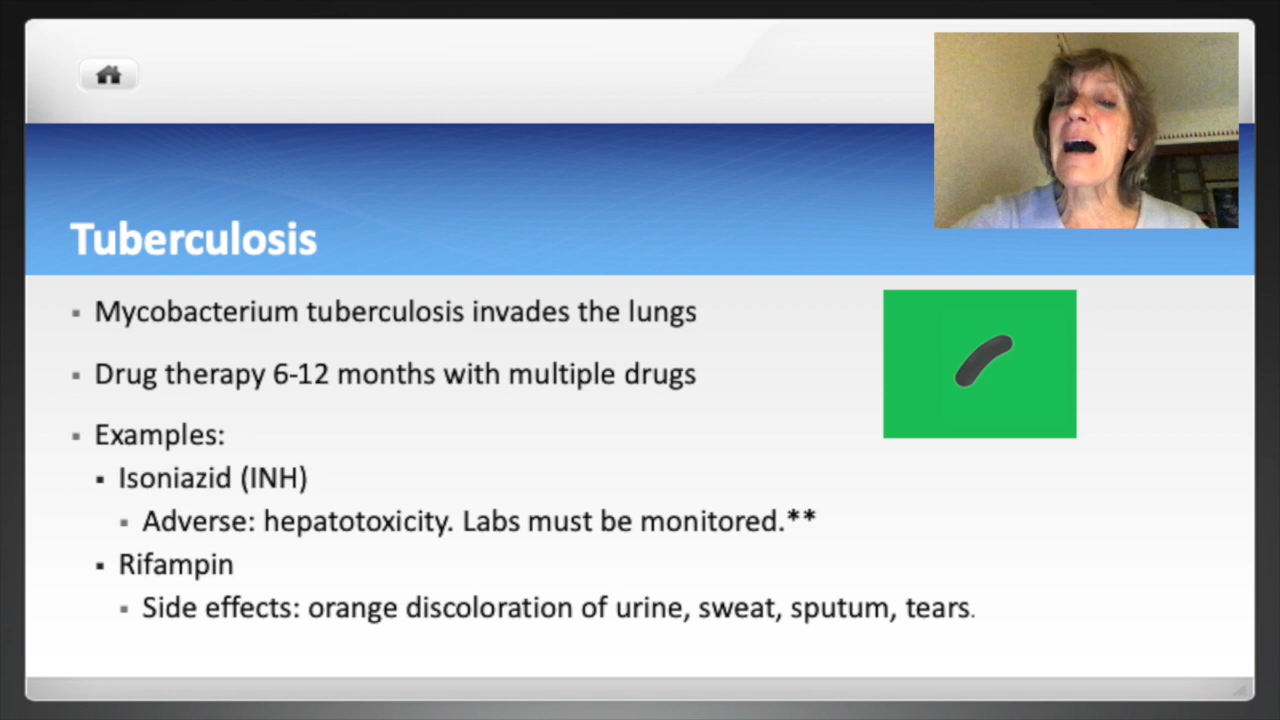 Tuberculosis
Mycobacterium tuberculosis invades the lungs
Drug therapy 6-12 months with multiple drugs
Examples:
Isoniazid (INH)
Adverse: hepatotoxicity. Labs must be monitored.**
Rifampin
Side effects: orange discoloration of urine, sweat, sputum, tears.